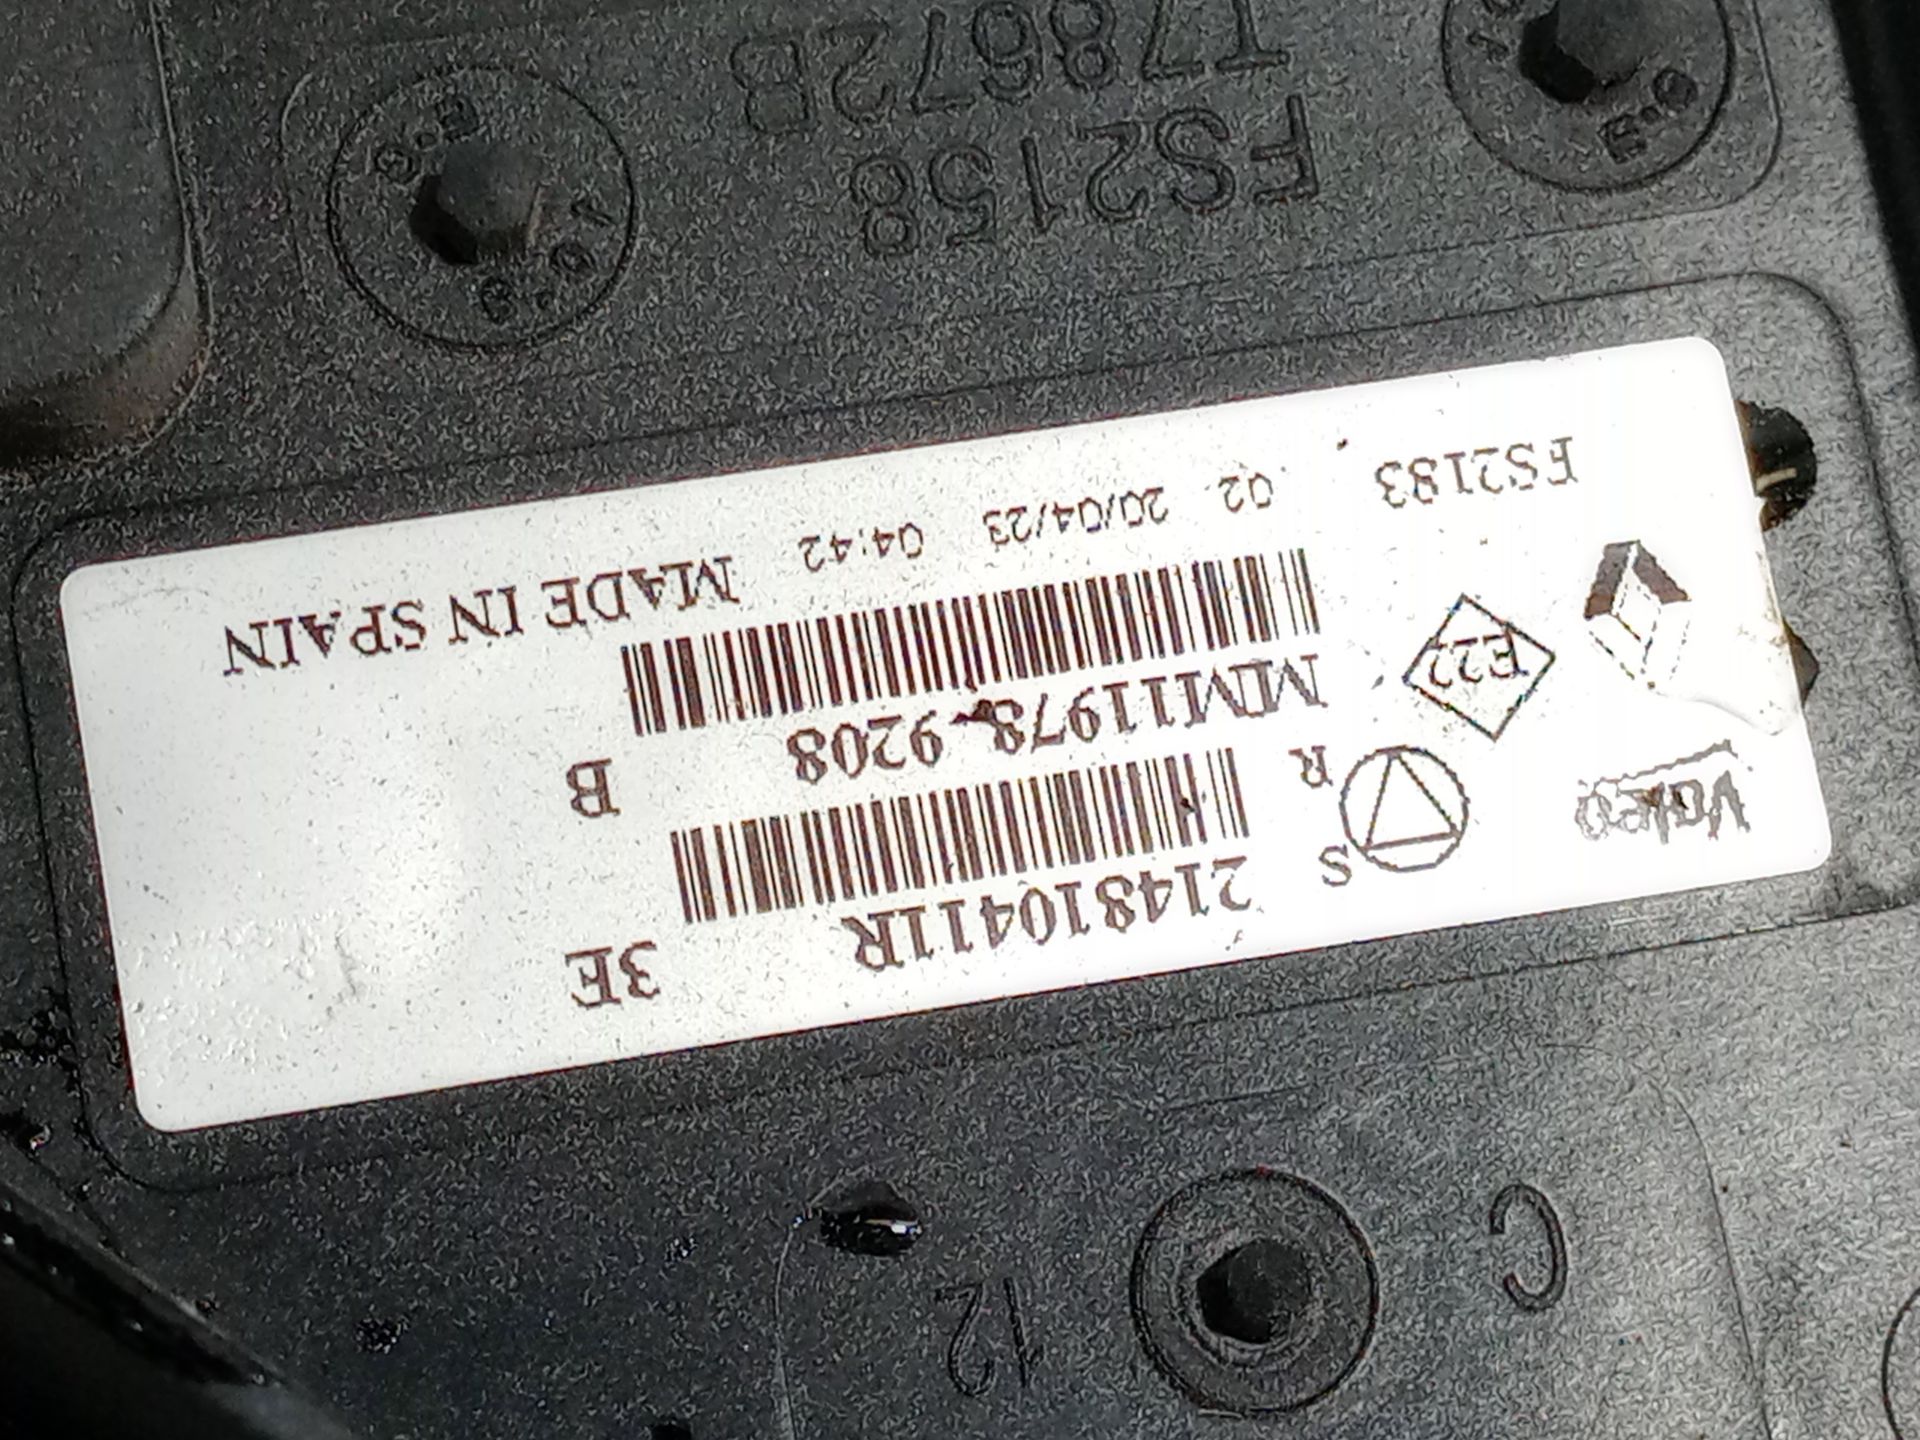 C
12
Valeo
214810411R 3E
S
R
MM11978-9208 B
E22
MADE IN SPAIN
FS2183 02 20/04/23 04:42
FS2158
T78672B